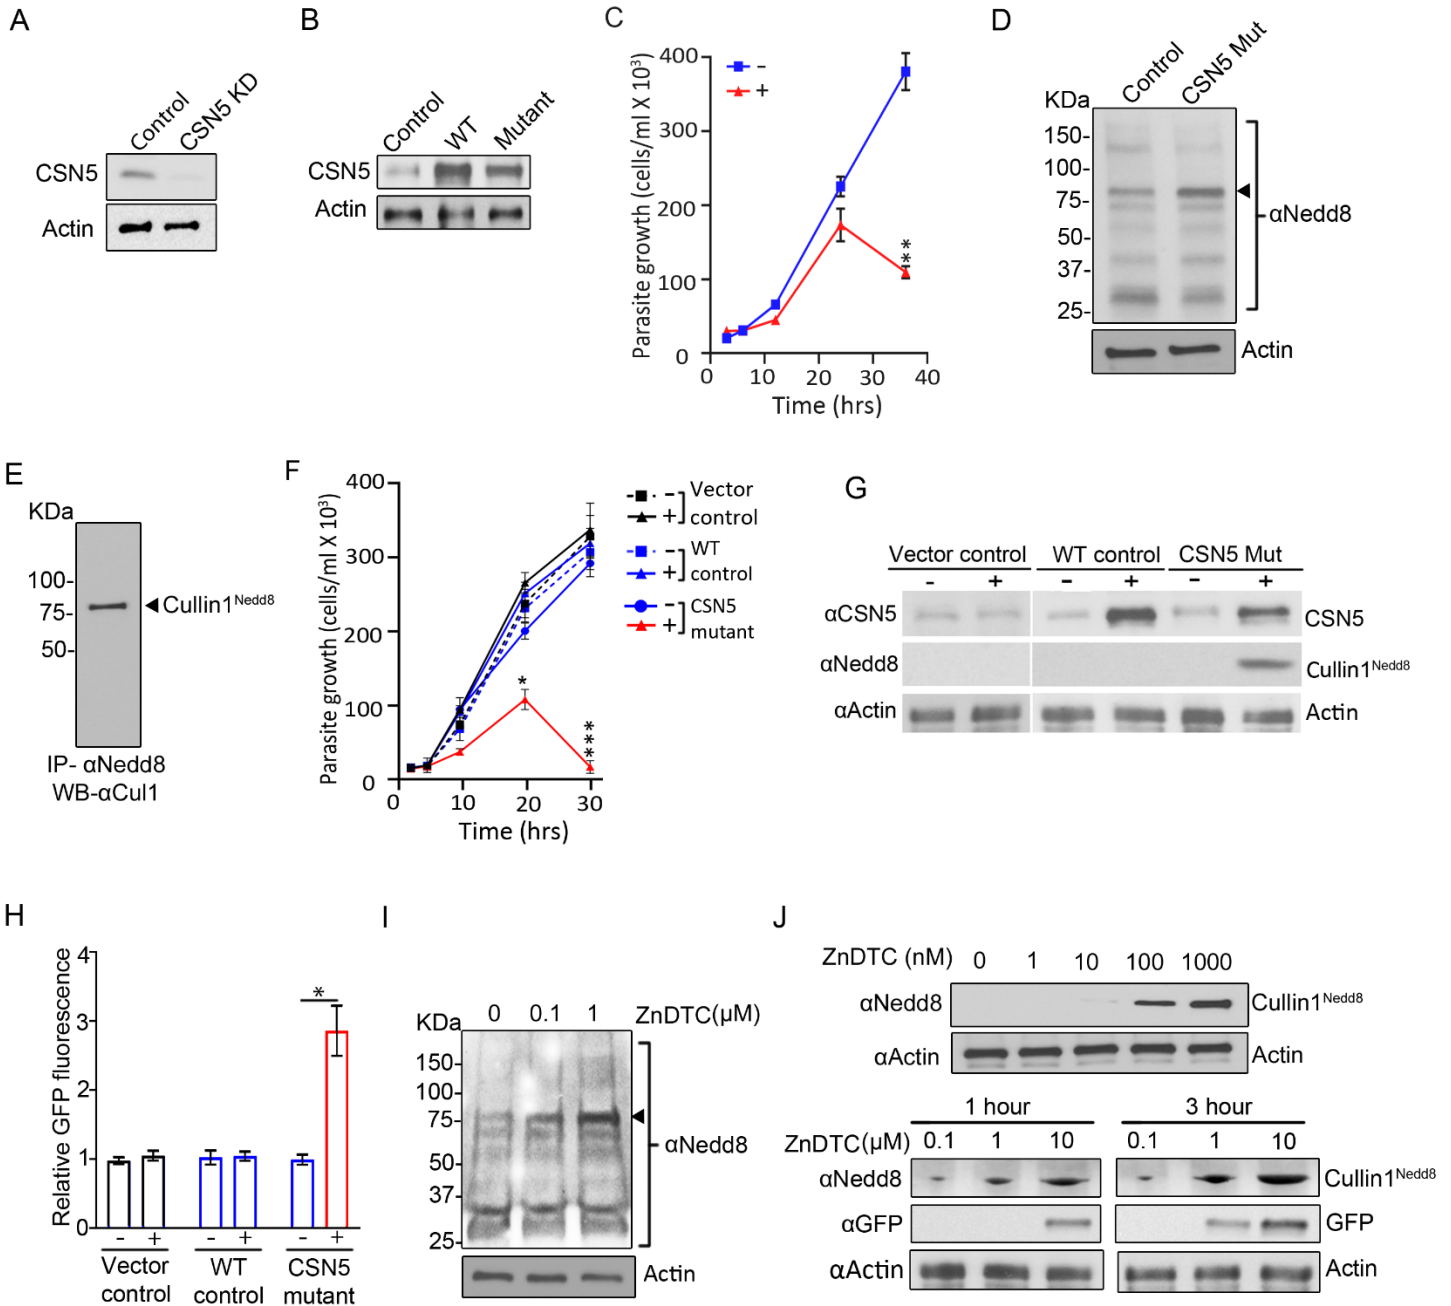 A
Control
CSN5 KD
CSN5
Actin
B
Control
WT
Mutant
CSN5
Actin
C
Parasite growth (cells/ml X 10³)
400
300
200
100
0
-
+
***
0 10 20 30 40
Time (hrs)
D
Control
CSN5 Mut
KDa
150-
100-
75-
50-
37-
25-
αNedd8
Actin
E
KDa
100-
75-
50-
Cullin1ᴺᵉᵈᵈ⁸
IP- αNedd8
WB-αCul1
F
Parasite growth (cells/ml X 10³)
400
300
200
100
0
*
***
0 10 20 30
Time (hrs)
- Vector
+ control
- WT
+ control
- CSN5
+ mutant
G
Vector control WT control CSN5 Mut
- + - + - +
αCSN5 CSN5
αNedd8 Cullin1ᴺᵉᵈᵈ⁸
αActin Actin
H
Relative GFP fluorescence
4
3
2
1
0
*
- + - + - +
Vector control
WT control
CSN5 mutant
I
0 0.1 1 ZnDTC(μM)
KDa
150-
100-
75-
50-
37-
25-
αNedd8
Actin
J
ZnDTC (nM) 0 1 10 100 1000
αNedd8 Cullin1ᴺᵉᵈᵈ⁸
αActin Actin
1 hour 3 hour
ZnDTC(μM) 0.1 1 10 0.1 1 10
αNedd8 Cullin1ᴺᵉᵈᵈ⁸
αGFP GFP
αActin Actin